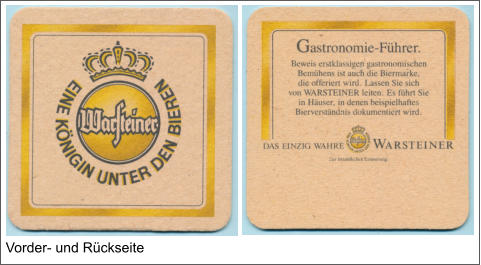 Warsteiner
EINE KÖNIGIN UNTER DEN BIEREN
Gastronomie-Führer.
Beweis erstklassigen gastronomischen
Bemühens ist auch die Biermarke,
die offeriert wird. Lassen Sie sich
von WARSTEINER leiten. Es führt Sie
in Häuser, in denen beispielhaftes
Bierverständnis dokumentiert wird.
DAS EINZIG WAHRE WARSTEINER
Vorder- und Rückseite